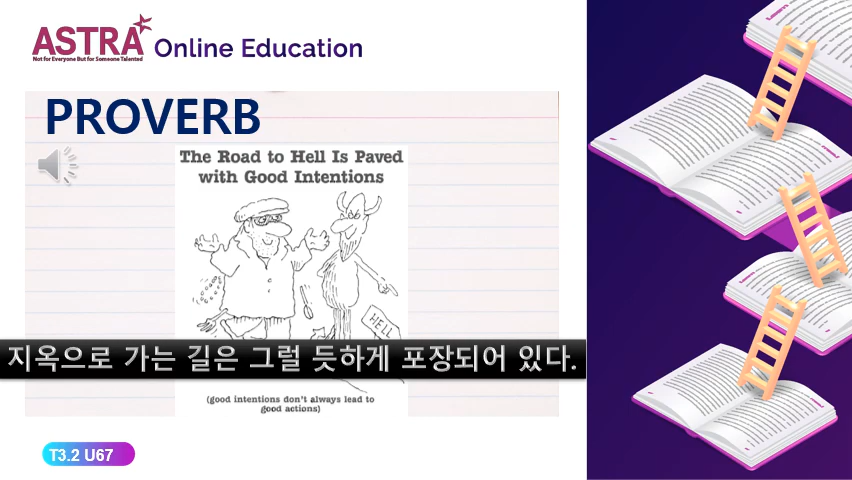 ASTRA
Not for Everyone But for Someone Talented
Online Education
PROVERB
The Road to Hell Is Paved
with Good Intentions
HELL
지옥으로 가는 길은 그럴 듯하게 포장되어 있다.
(good intentions don't always lead to
good actions)
T3.2 U67